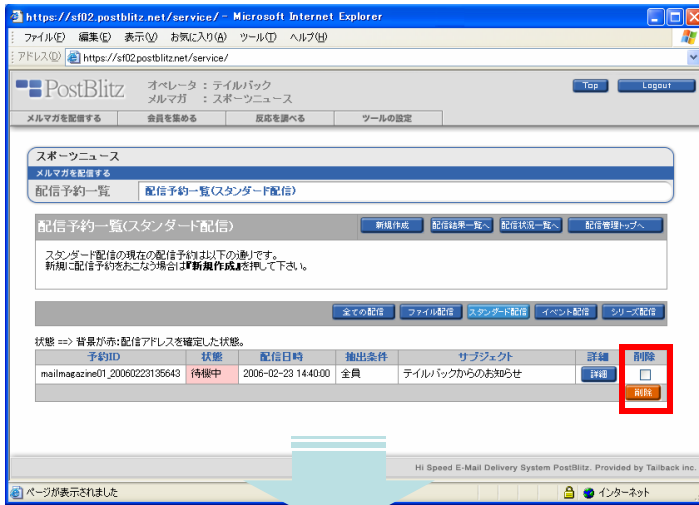 https://sf02.postblitz.net/service/ - Microsoft Internet Explorer
ファイル(F) 編集(E) 表示(V) お気に入り(A) ツール(T) ヘルプ(H)
アドレス(D) https://sf02.postblitz.net/service/
PostBlitz
オペレータ : テイルバック
メルマガ : スポーツニュース
Top Logout
メルマガを配信する 会員を集める 反応を調べる ツールの設定
スポーツニュース
メルマガを配信する
配信予約一覧 配信予約一覧(スタンダード配信)
配信予約一覧(スタンダード配信) 新規作成 配信結果一覧へ 配信状況一覧へ 配信管理トップへ
スタンダード配信の現在の配信予約は以下の通りです。
新規に配信予約をおこなう場合は『新規作成』を押して下さい。
全ての配信 ファイル配信 スタンダード配信 イベント配信 シリーズ配信
状態 ==> 背景が赤:配信アドレスを確定した状態。
予約ID 状態 配信日時 抽出条件 サブジェクト 詳細 削除
mailmagazine01_20060223135643 待機中 2006-02-23 14:40:00 全員 テイルバックからのお知らせ 詳細
削除
Hi Speed E-Mail Delivery System PostBlitz. Provided by Tailback inc.
ページが表示されました インターネット